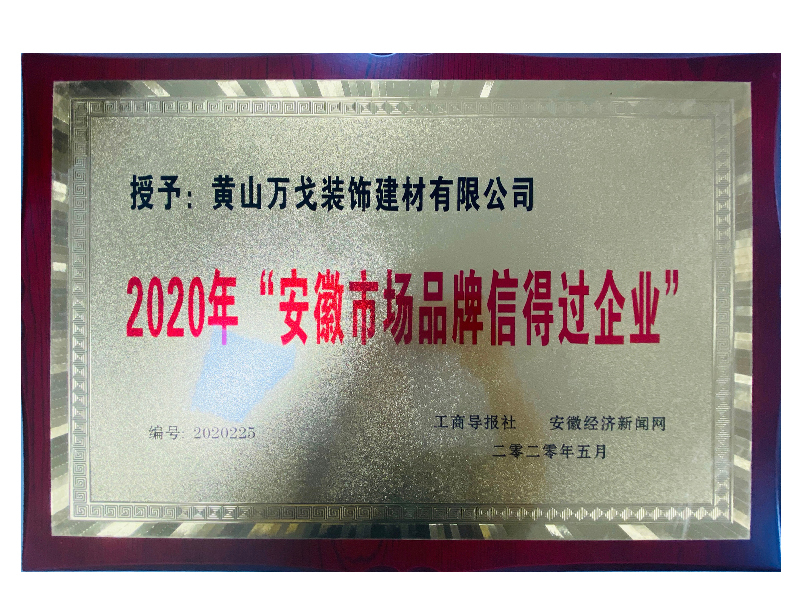 授予：黄山万戈装饰建材有限公司
2020年“安徽市场品牌信得过企业”
编号: 2020225
工商导报社 安徽经济新闻网
二零二零年五月